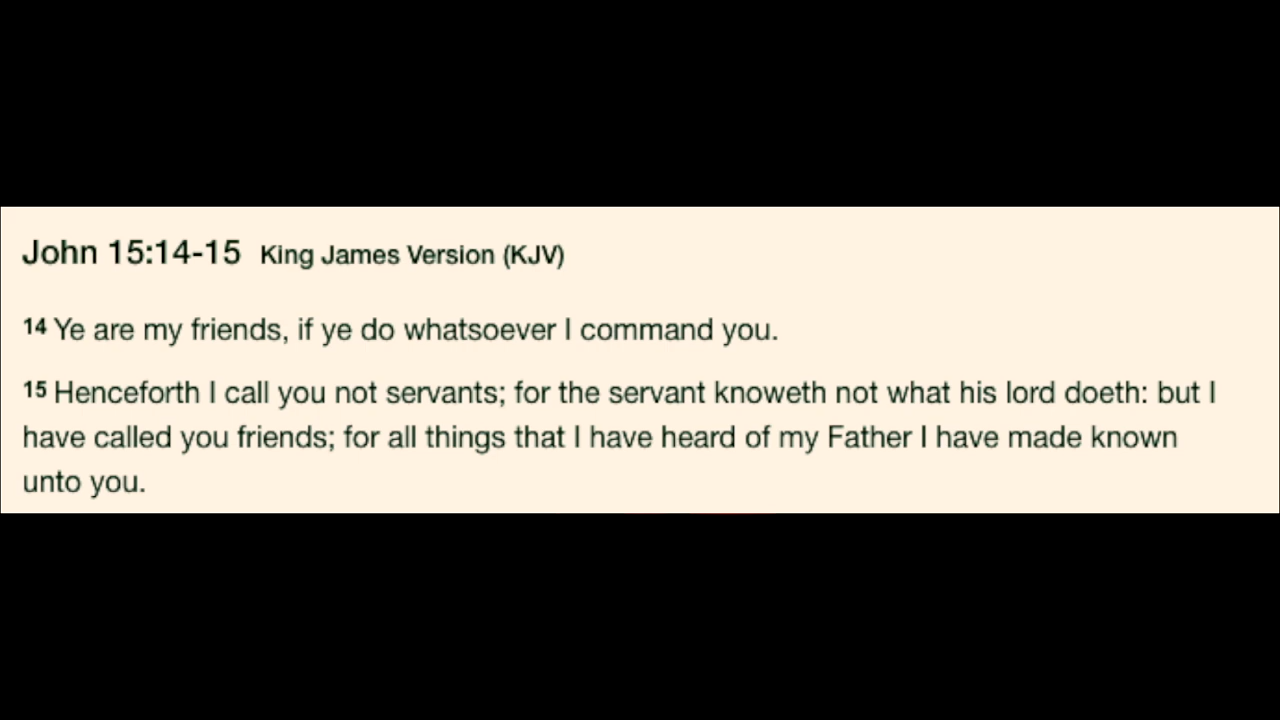 John 15:14-15 King James Version (KJV)
14 Ye are my friends, if ye do whatsoever I command you.
15 Henceforth I call you not servants; for the servant knoweth not what his lord doeth: but I
have called you friends; for all things that I have heard of my Father I have made known
unto you.